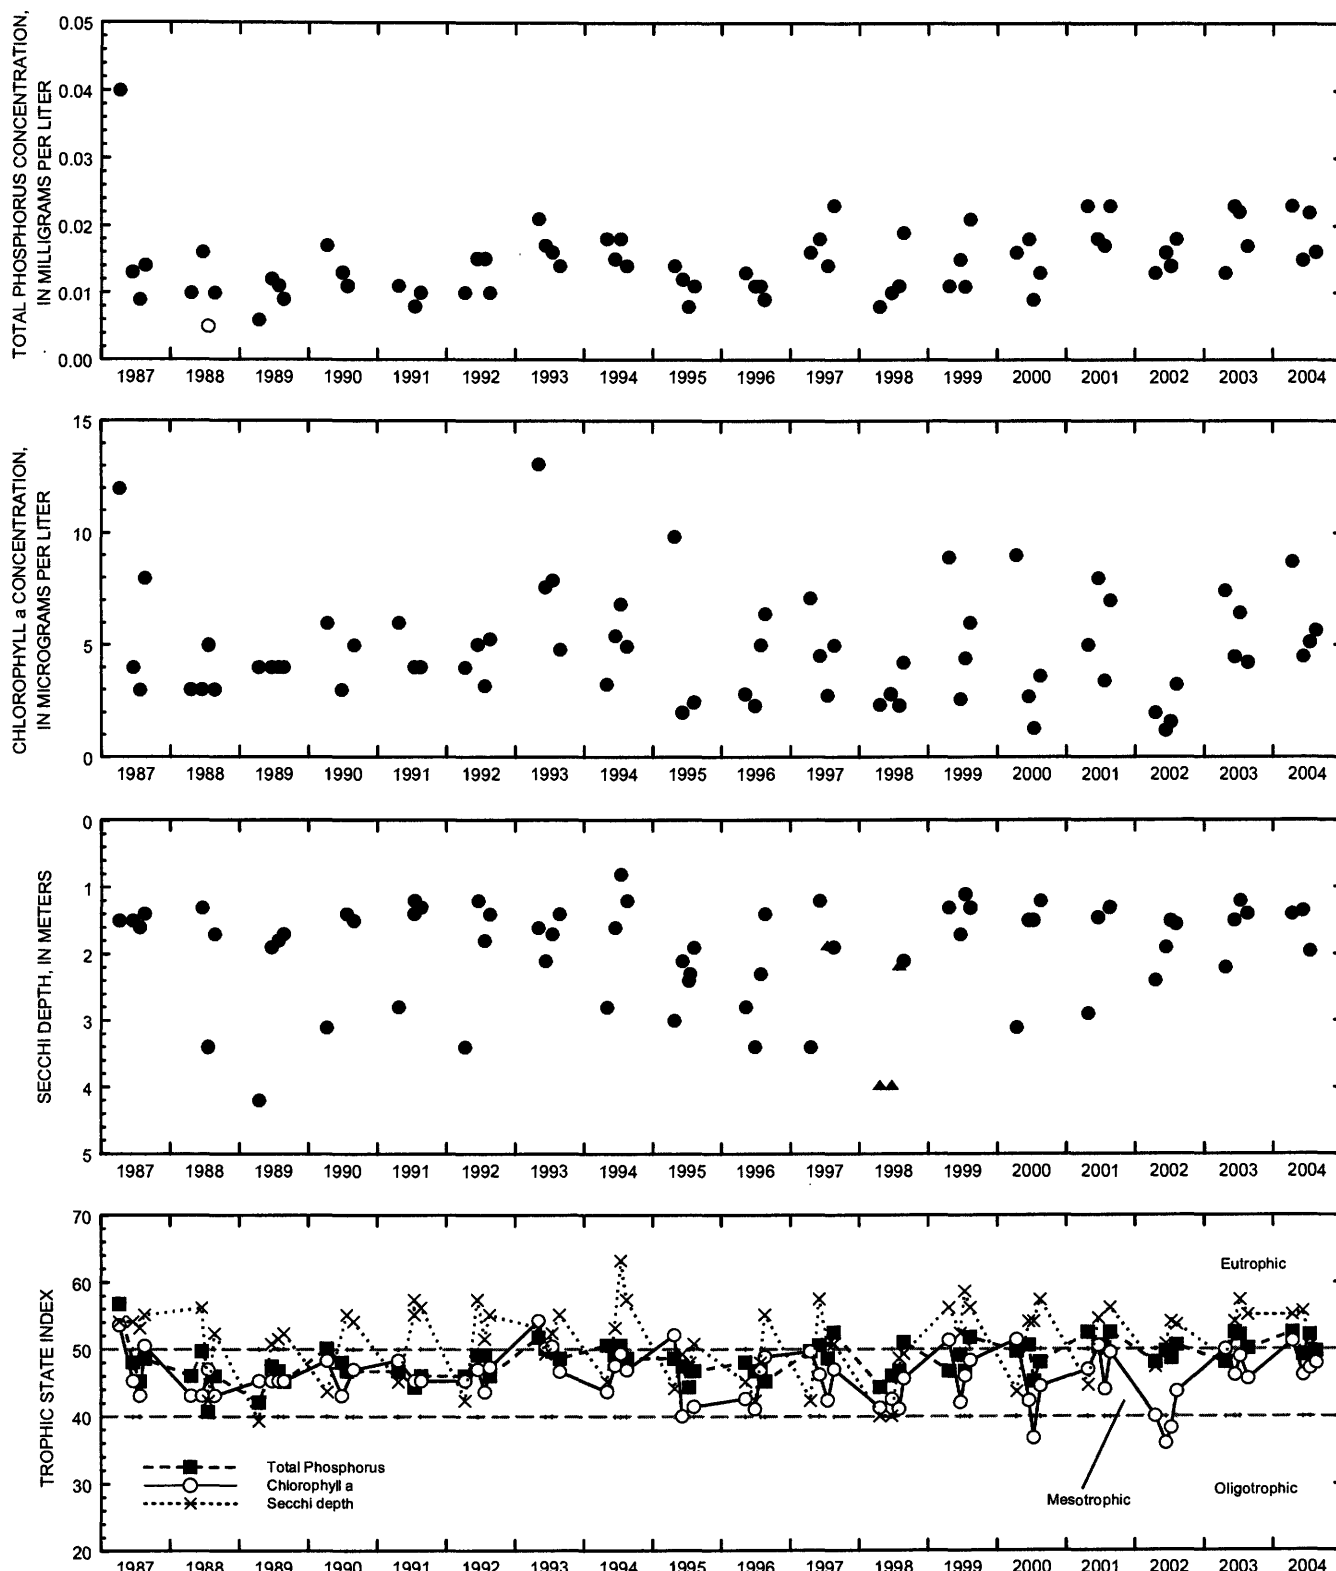 TOTAL PHOSPHORUS CONCENTRATION,
IN MILLIGRAMS PER LITER
0.05
0.04
0.03
0.02
0.01
0.00
1987 1988 1989 1990 1991 1992 1993 1994 1995 1996 1997 1998 1999 2000 2001 2002 2003 2004
CHLOROPHYLL a CONCENTRATION,
IN MICROGRAMS PER LITER
15
10
5
0
1987 1988 1989 1990 1991 1992 1993 1994 1995 1996 1997 1998 1999 2000 2001 2002 2003 2004
SECCHI DEPTH, IN METERS
0
1
2
3
4
5
1987 1988 1989 1990 1991 1992 1993 1994 1995 1996 1997 1998 1999 2000 2001 2002 2003 2004
TROPHIC STATE INDEX
70
60
50
40
30
20
Eutrophic
Mesotrophic
Oligotrophic
Total Phosphorus
Chlorophyll a
Secchi depth
1987 1988 1989 1990 1991 1992 1993 1994 1995 1996 1997 1998 1999 2000 2001 2002 2003 2004